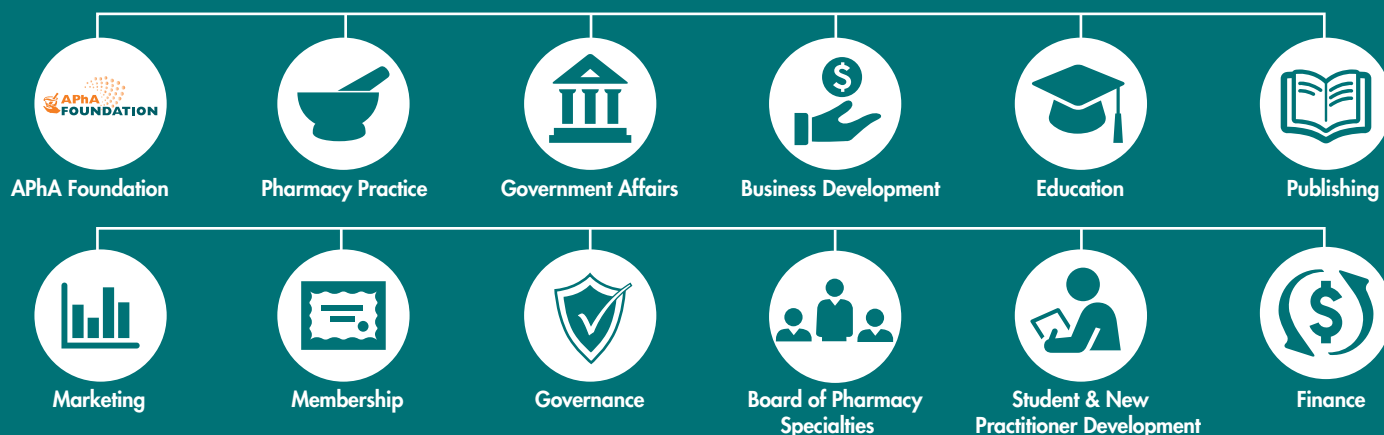 APhA
FOUNDATION
$
APhA Foundation
Pharmacy Practice
Government Affairs
Business Development
Education
Publishing
$
Marketing
Membership
Governance
Board of Pharmacy
Specialties
Student & New
Practitioner Development
Finance